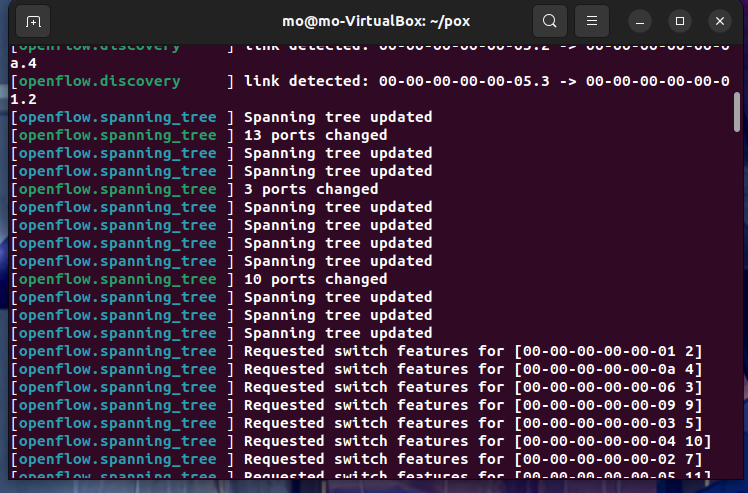 mo@mo-VirtualBox: ~/pox
[openflow.discovery     ] link detected: 00-00-00-00-00-05.2 -> 00-00-00-00-00-0
a.4
[openflow.discovery     ] link detected: 00-00-00-00-00-05.3 -> 00-00-00-00-00-0
1.2
[openflow.spanning_tree ] Spanning tree updated
[openflow.spanning_tree ] 13 ports changed
[openflow.spanning_tree ] Spanning tree updated
[openflow.spanning_tree ] Spanning tree updated
[openflow.spanning_tree ] 3 ports changed
[openflow.spanning_tree ] Spanning tree updated
[openflow.spanning_tree ] Spanning tree updated
[openflow.spanning_tree ] Spanning tree updated
[openflow.spanning_tree ] Spanning tree updated
[openflow.spanning_tree ] 10 ports changed
[openflow.spanning_tree ] Spanning tree updated
[openflow.spanning_tree ] Spanning tree updated
[openflow.spanning_tree ] Spanning tree updated
[openflow.spanning_tree ] Requested switch features for [00-00-00-00-00-01 2]
[openflow.spanning_tree ] Requested switch features for [00-00-00-00-00-0a 4]
[openflow.spanning_tree ] Requested switch features for [00-00-00-00-00-06 3]
[openflow.spanning_tree ] Requested switch features for [00-00-00-00-00-09 9]
[openflow.spanning_tree ] Requested switch features for [00-00-00-00-00-03 5]
[openflow.spanning_tree ] Requested switch features for [00-00-00-00-00-04 10]
[openflow.spanning_tree ] Requested switch features for [00-00-00-00-00-02 7]
[openflow.spanning_tree ] Requested switch features for [00-00-00-00-00-05 11]